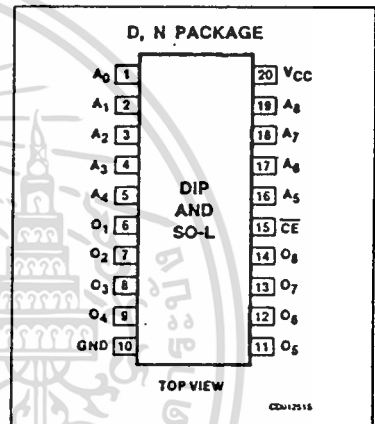 D, N PACKAGE
A0 1 20 VCC
A1 2 19 A8
A2 3 18 A7
A3 4 17 A6
A4 5 16 A5
O1 6 15 CE
O2 7 14 O8
O3 8 13 O7
O4 9 12 O6
GND 10 11 O5
DIP
AND
SO-L
TOP VIEW